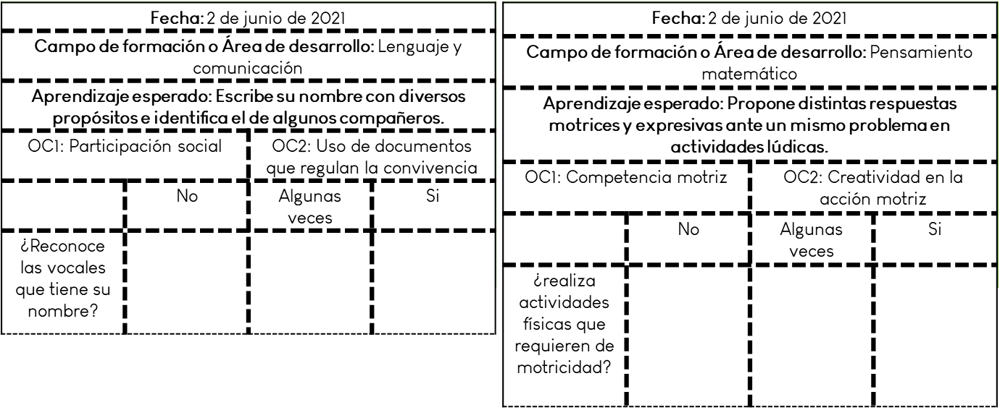 Fecha: 2 de junio de 2021
Campo de formación o Área de desarrollo: Lenguaje y
comunicación
Aprendizaje esperado: Escribe su nombre con diversos
propósitos e identifica el de algunos compañeros.
OC1: Participación social
OC2: Uso de documentos
que regulan la convivencia
No
Algunas
veces
Si
¿Reconoce
las vocales
que tiene su
nombre?
Fecha: 2 de junio de 2021
Campo de formación o Área de desarrollo: Pensamiento
matemático
Aprendizaje esperado: Propone distintas respuestas
motrices y expresivas ante un mismo problema en
actividades lúdicas.
OC1: Competencia motriz
OC2: Creatividad en la
acción motriz
No
Algunas
veces
Si
¿realiza
actividades
físicas que
requieren de
motricidad?